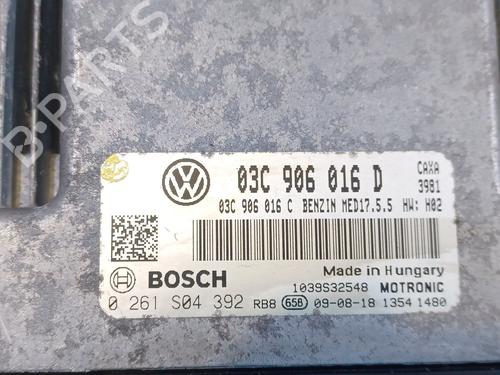 B-PARTS
03C 906 016 D CAXA
3981
03C 906 016 C BENZIN MED17.5.5 HW: H02
BOSCH
Made in Hungary
1039S32548 MOTRONIC
0 261 S04 392 RB8 65B 09-08-18 1354 1480